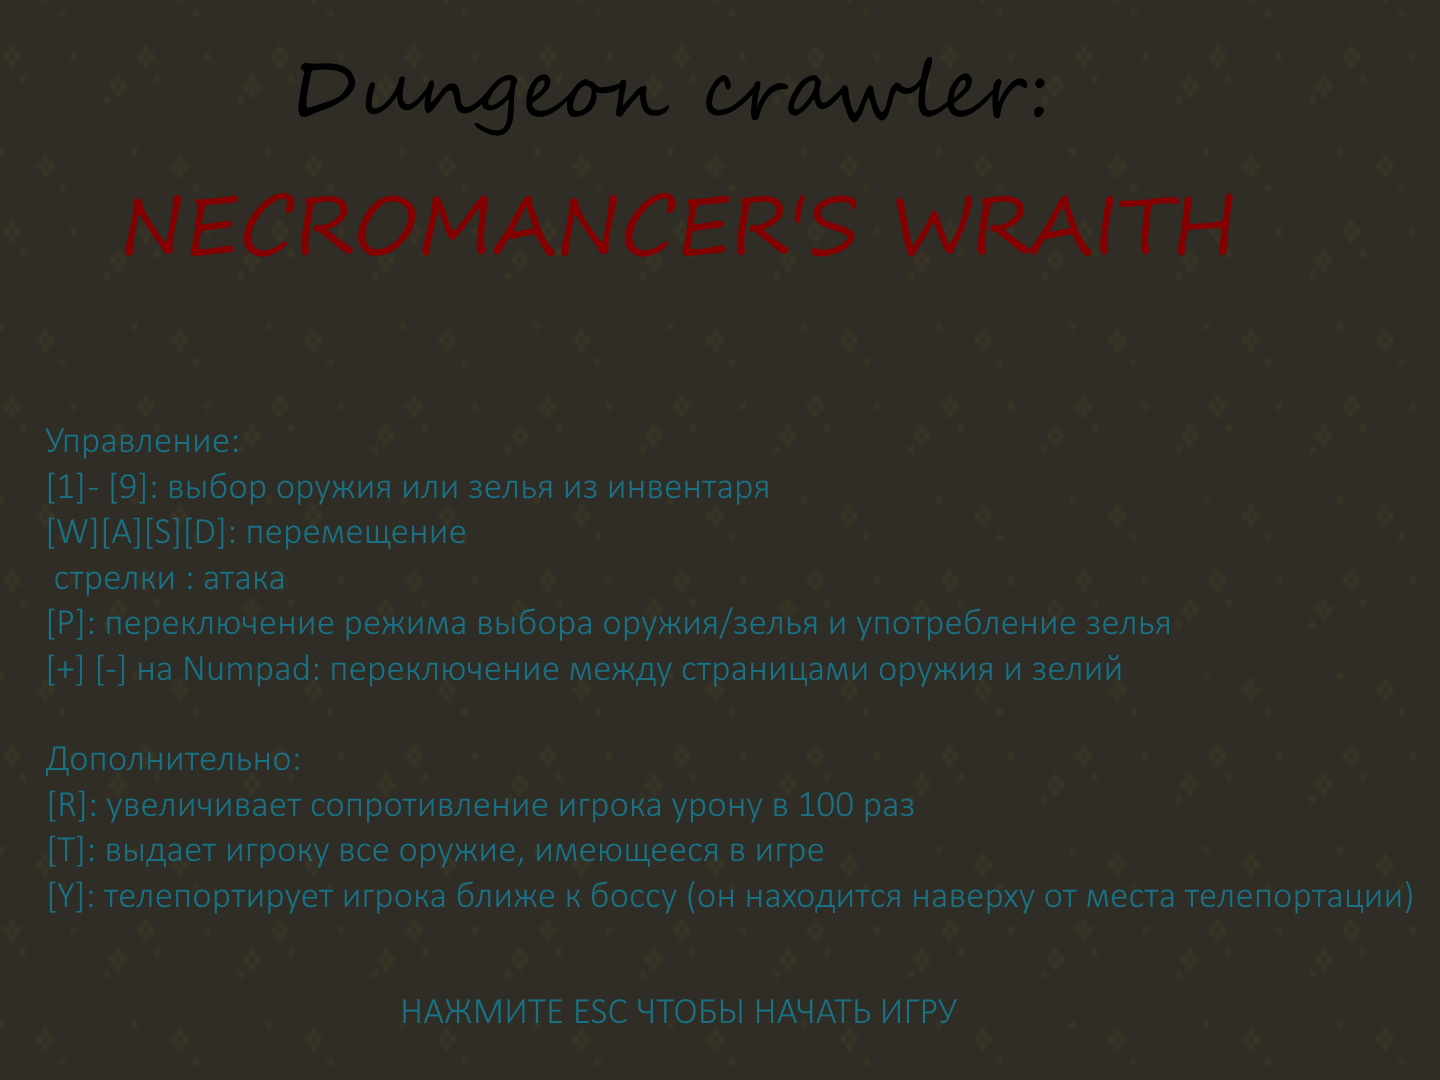 Dungeon crawler:
NECROMANCER'S WRAITH
Управление:
[1]- [9]: выбор оружия или зелья из инвентаря
[W][A][S][D]: перемещение
стрелки : атака
[P]: переключение режима выбора оружия/зелья и употребление зелья
[+] [-] на Numpad: переключение между страницами оружия и зелий
Дополнительно:
[R]: увеличивает сопротивление игрока урону в 100 раз
[T]: выдает игроку все оружие, имеющееся в игре
[Y]: телепортирует игрока ближе к боссу (он находится наверху от места телепортации)
НАЖМИТЕ ESC ЧТОБЫ НАЧАТЬ ИГРУ